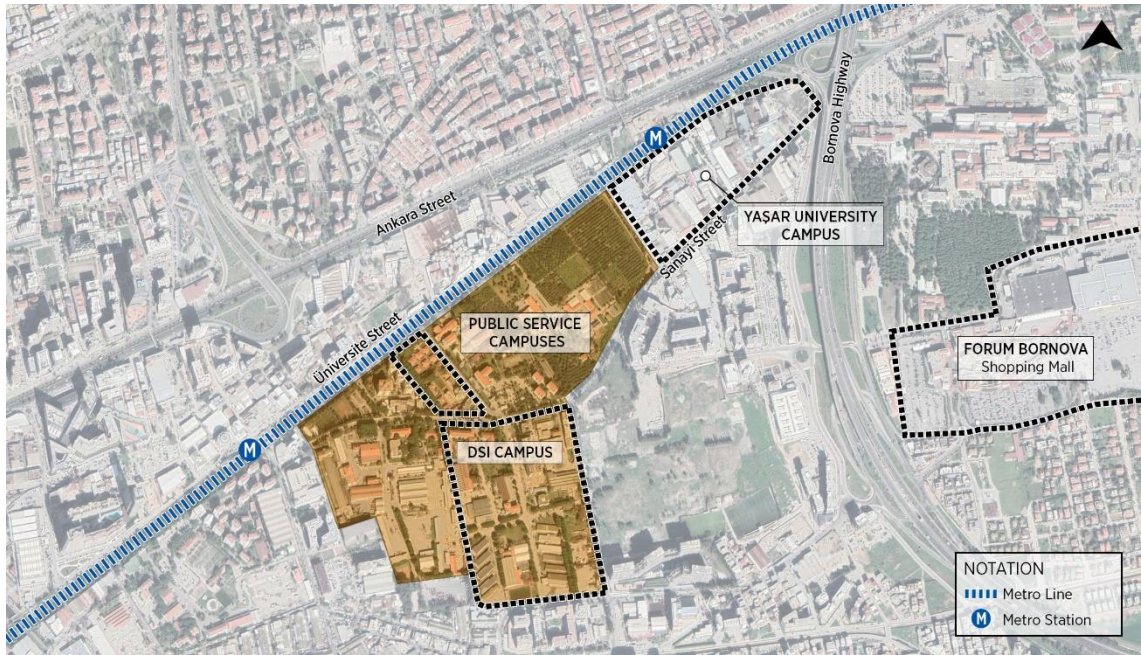 Bornova Highway
M
Ankara Street
YAŞAR UNIVERSITY
CAMPUS
Sanayi Street
PUBLIC SERVICE
CAMPUSES
Üniversite Street
FORUM BORNOVA
Shopping Mall
M
DSI CAMPUS
NOTATION
Metro Line
M Metro Station